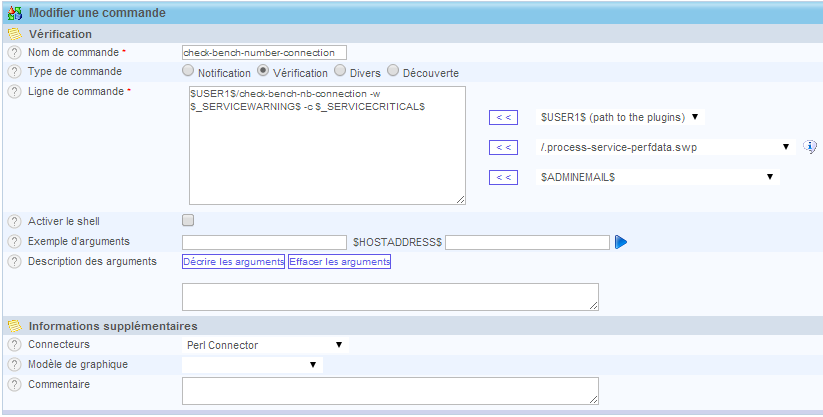 Modifier une commande
Vérification
Nom de commande * check-bench-number-connection
Type de commande Notification Vérification Divers Découverte
Ligne de commande * $USER1$/check-bench-nb-connection -w
$_SERVICEWARNING$ -c $_SERVICECRITICAL$
< < $USER1$ (path to the plugins)
< < /.process-service-perfdata.swp
< < $ADMINEMAIL$
Activer le shell
Exemple d'arguments $HOSTADDRESS$
Description des arguments Décrire les arguments Effacer les arguments
Informations supplémentaires
Connecteurs Perl Connector
Modèle de graphique
Commentaire